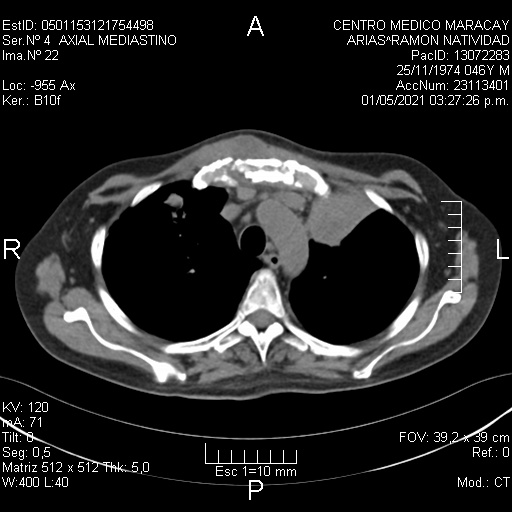 EstID: 0501153121754498
Ser.Nº 4 AXIAL MEDIASTINO
Ima.Nº 22
Loc: -955 Ax
Ker.: B10f
A
CENTRO MEDICO MARACAY
ARIAS^RAMON NATIVIDAD
PacID: 13072283
25/11/1974 046Y M
AccNum: 23113401
01/05/2021 03:27:26 p.m.
R
L
KV: 120
mA: 71
Tilt: 0
Seg: 0,5
Matriz 512 x 512 Thk: 5,0
W:400 L:40
Esc 1=10 mm
P
FOV: 39,2 x 39 cm
Ref.: 0
Mod.: CT